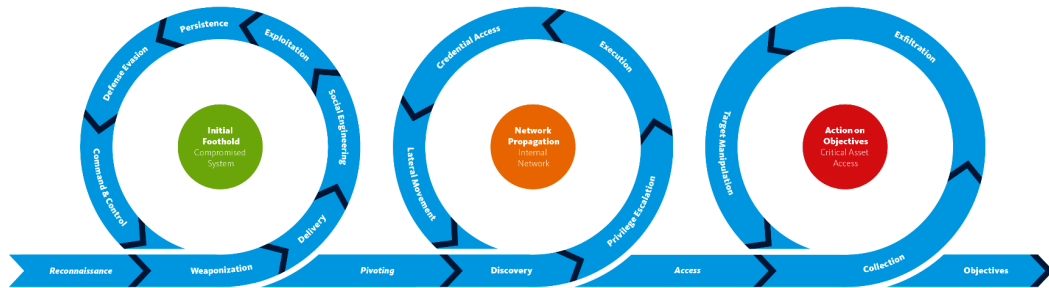 Reconnaissance
Weaponization
Delivery
Social Engineering
Exploitation
Persistence
Defense Evasion
Command & Control
Initial
Foothold
Compromised
System
Pivoting
Discovery
Privilege Escalation
Execution
Credential Access
Lateral Movement
Network
Propagation
Internal
Network
Access
Collection
Exfiltration
Target Manipulation
Action on
Objectives
Critical Asset
Access
Objectives